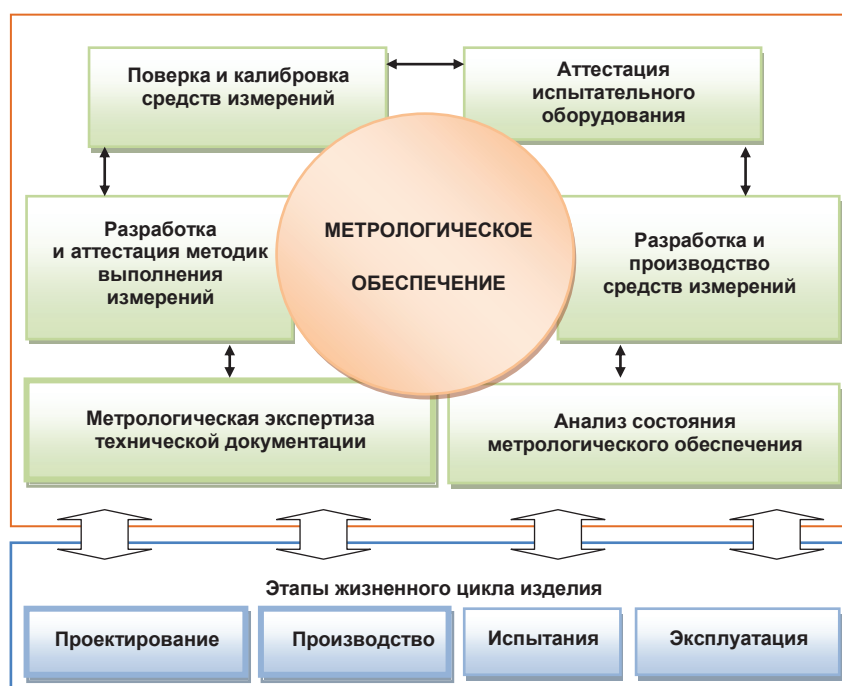 Поверка и калибровка
средств измерений
Аттестация
испытательного
оборудования
Разработка
и аттестация методик
выполнения
измерений
МЕТРОЛОГИЧЕСКОЕ
ОБЕСПЕЧЕНИЕ
Разработка и
производство
средств измерений
Метрологическая экспертиза
технической документации
Анализ состояния
метрологического обеспечения
Этапы жизненного цикла изделия
Проектирование
Производство
Испытания
Эксплуатация